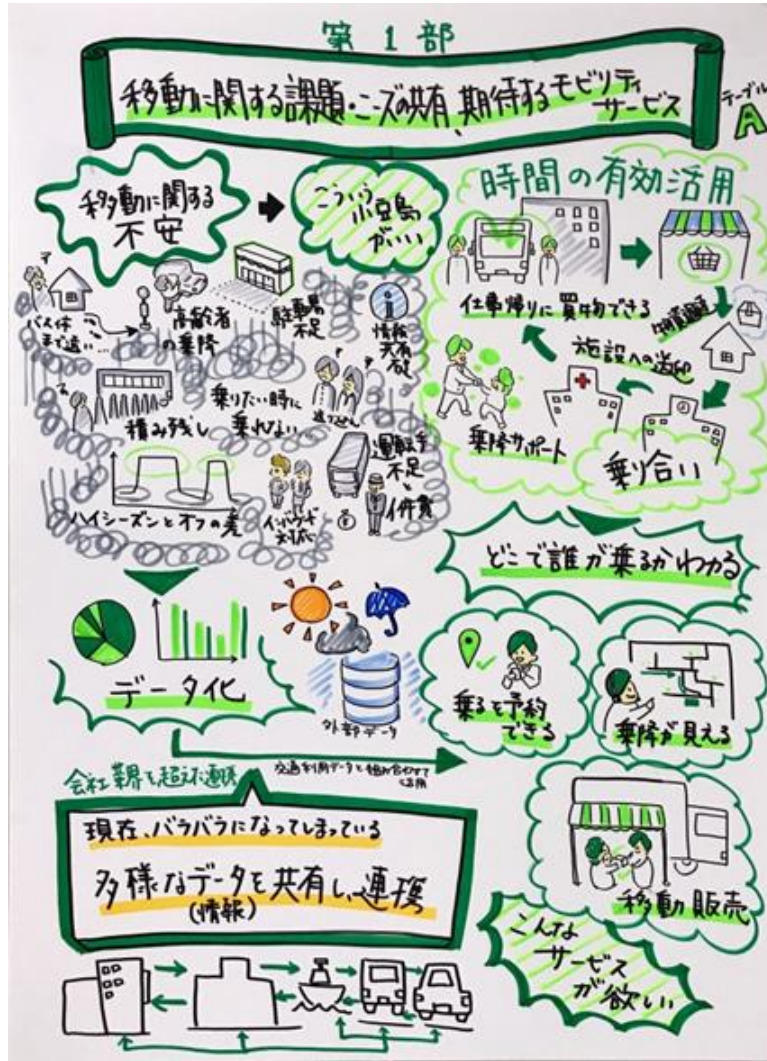 第1部
移動に関する課題・ニーズの共有、期待するモビリティ
サービス
テーブル
A
移動に関する
不安
こういう
小豆島
がいい
バス停
まで遠い…
高齢者
の乗降
駐車場
不足
情報
共有
不足
積み残し
乗りたい時に
乗れない
運転手
不足
人件費
ハイシーズンとオフの差
インバウンド
対応
時間の有効活用
仕事帰りに買物できる
施設への送迎
乗降サポート
乗り合い
どこで誰が乗るかわかる
データ化
外部データ
乗るを予約
できる
乗降が見える
交通利用データと組み合わせて
活用
会社業界を超えた連携
現在、バラバラになってしまっている
多様なデータを共有し、連携
(情報)
移動販売
こんな
サービス
が欲しい